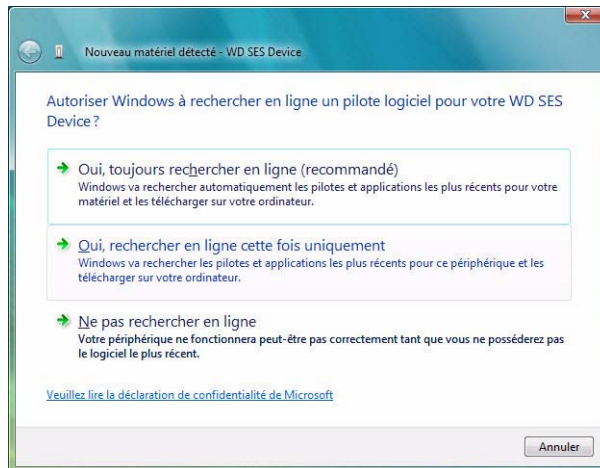 Nouveau matériel détecté - WD SES Device
Autoriser Windows à rechercher en ligne un pilote logiciel pour votre WD SES
Device ?
Oui, toujours rechercher en ligne (recommandé)
Windows va rechercher automatiquement les pilotes et applications les plus récents pour votre
matériel et les télécharger sur votre ordinateur.
Oui, rechercher en ligne cette fois uniquement
Windows va rechercher les pilotes et applications les plus récents pour ce périphérique et les
télécharger sur votre ordinateur.
Ne pas rechercher en ligne
Votre périphérique ne fonctionnera peut-être pas correctement tant que vous ne posséderez pas
le logiciel le plus récent.
Veuillez lire la déclaration de confidentialité de Microsoft
Annuler